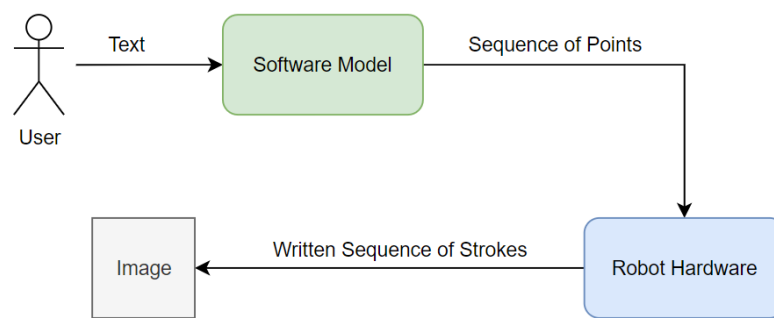 Text
Software Model
Sequence of Points
User
Image
Written Sequence of Strokes
Robot Hardware